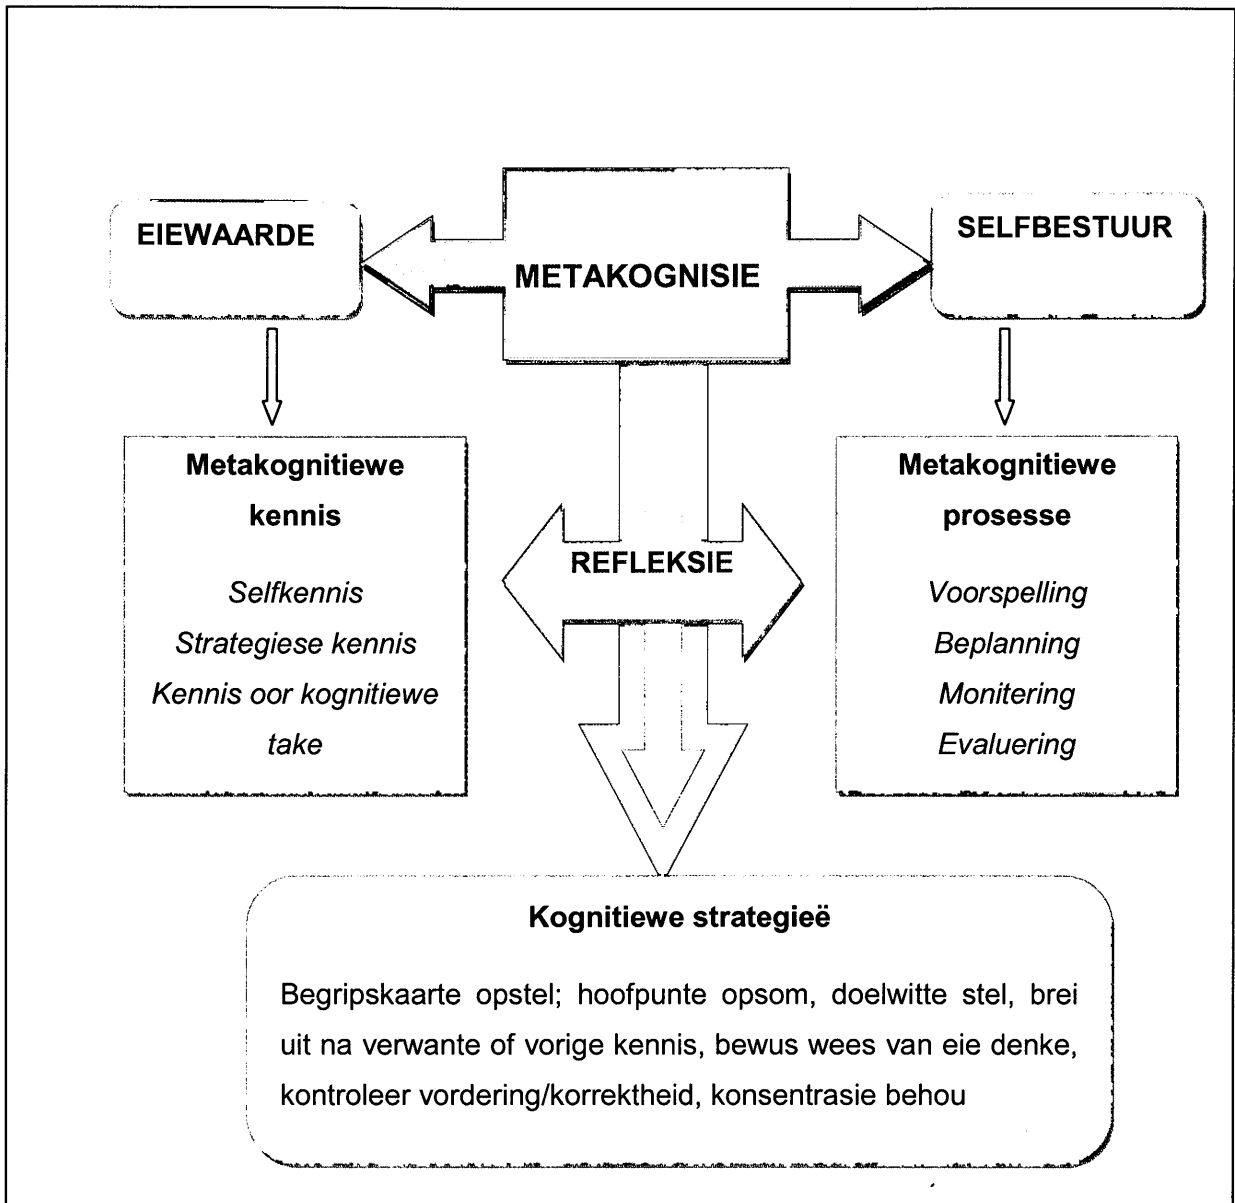 EIEWAARDE
METAKOGNISIE
SELFBESTUUR
Metakognitiewe
kennis
Selfkennis
Strategiese kennis
Kennis oor kognitiewe
take
REFLEKSIE
Metakognitiewe
prosesse
Voorspelling
Beplanning
Monitering
Evaluering
Kognitiewe strategieë
Begripskaarte opstel; hoofpunte opsom, doelwitte stel, brei
uit na verwante of vorige kennis, bewus wees van eie denke,
kontroleer vordering/korrektheid, konsentrasie behou